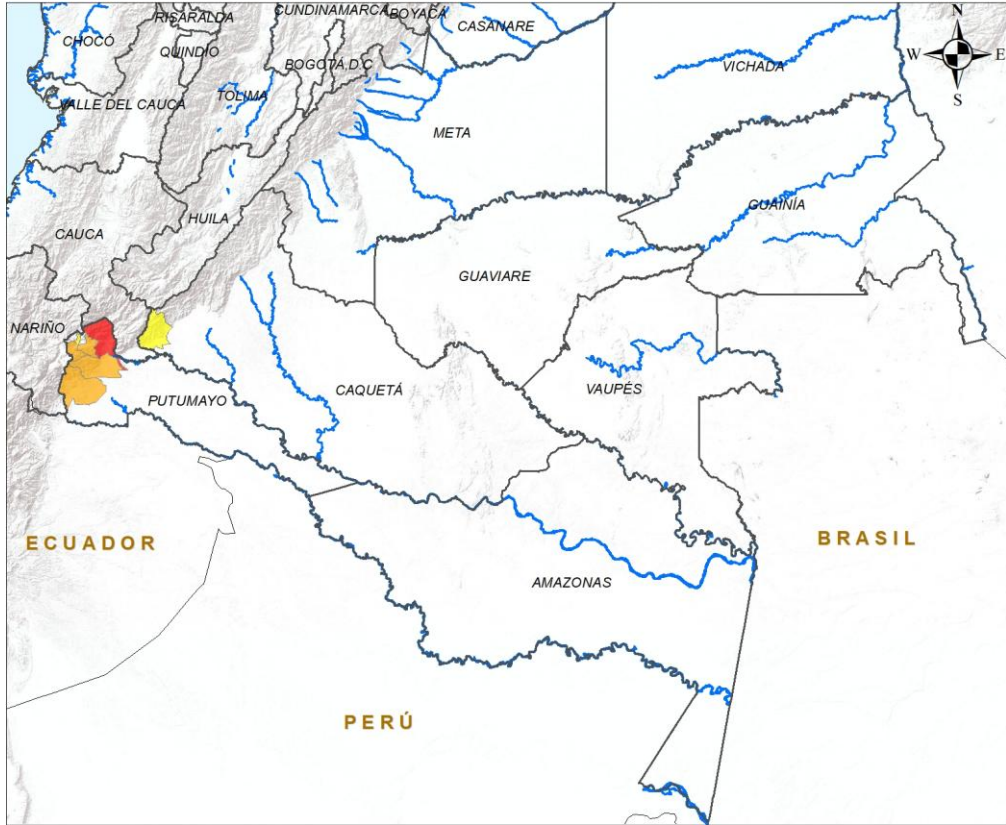 RISARALDA
CUNDINAMARCA
BOYACÁ
CASANARE
N
CHOCÓ
QUINDÍO
BOGOTÁ.D.C
VICHADA
W
E
S
VALLE DEL CAUCA
TOLIMA
META
HUILA
GUAINÍA
CAUCA
GUAVIARE
NARIÑO
CAQUETÁ
VAUPÉS
PUTUMAYO
ECUADOR
BRASIL
AMAZONAS
PERÚ